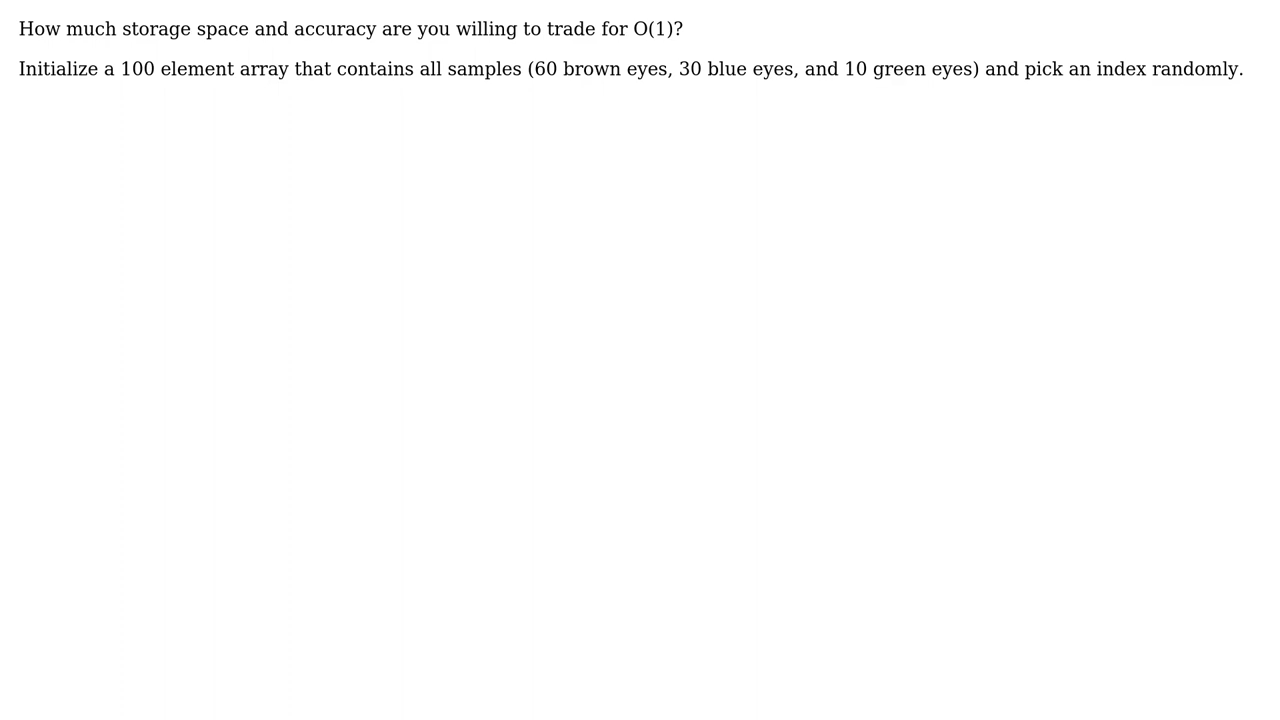 How much storage space and accuracy are you willing to trade for O(1)?
Initialize a 100 element array that contains all samples (60 brown eyes, 30 blue eyes, and 10 green eyes) and pick an index randomly.